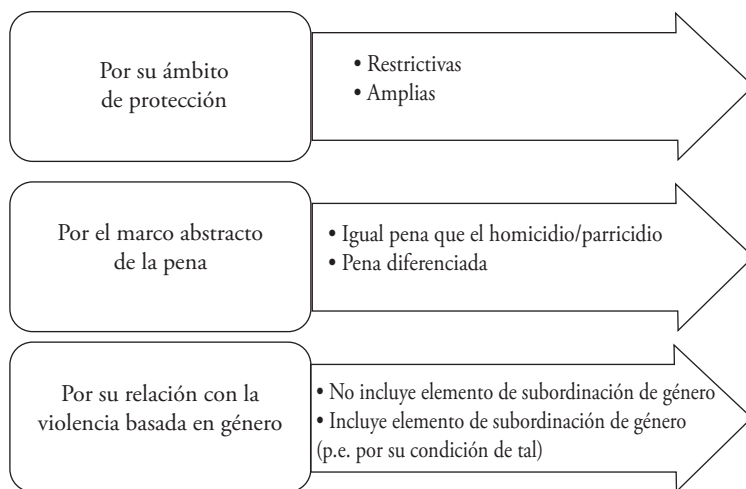 Por su ámbito
de protección
• Restrictivas
• Amplias
Por el marco abstracto
de la pena
• Igual pena que el homicidio/parricidio
• Pena diferenciada
Por su relación con la
violencia basada en género
• No incluye elemento de subordinación de género
• Incluye elemento de subordinación de género
(p.e. por su condición de tal)